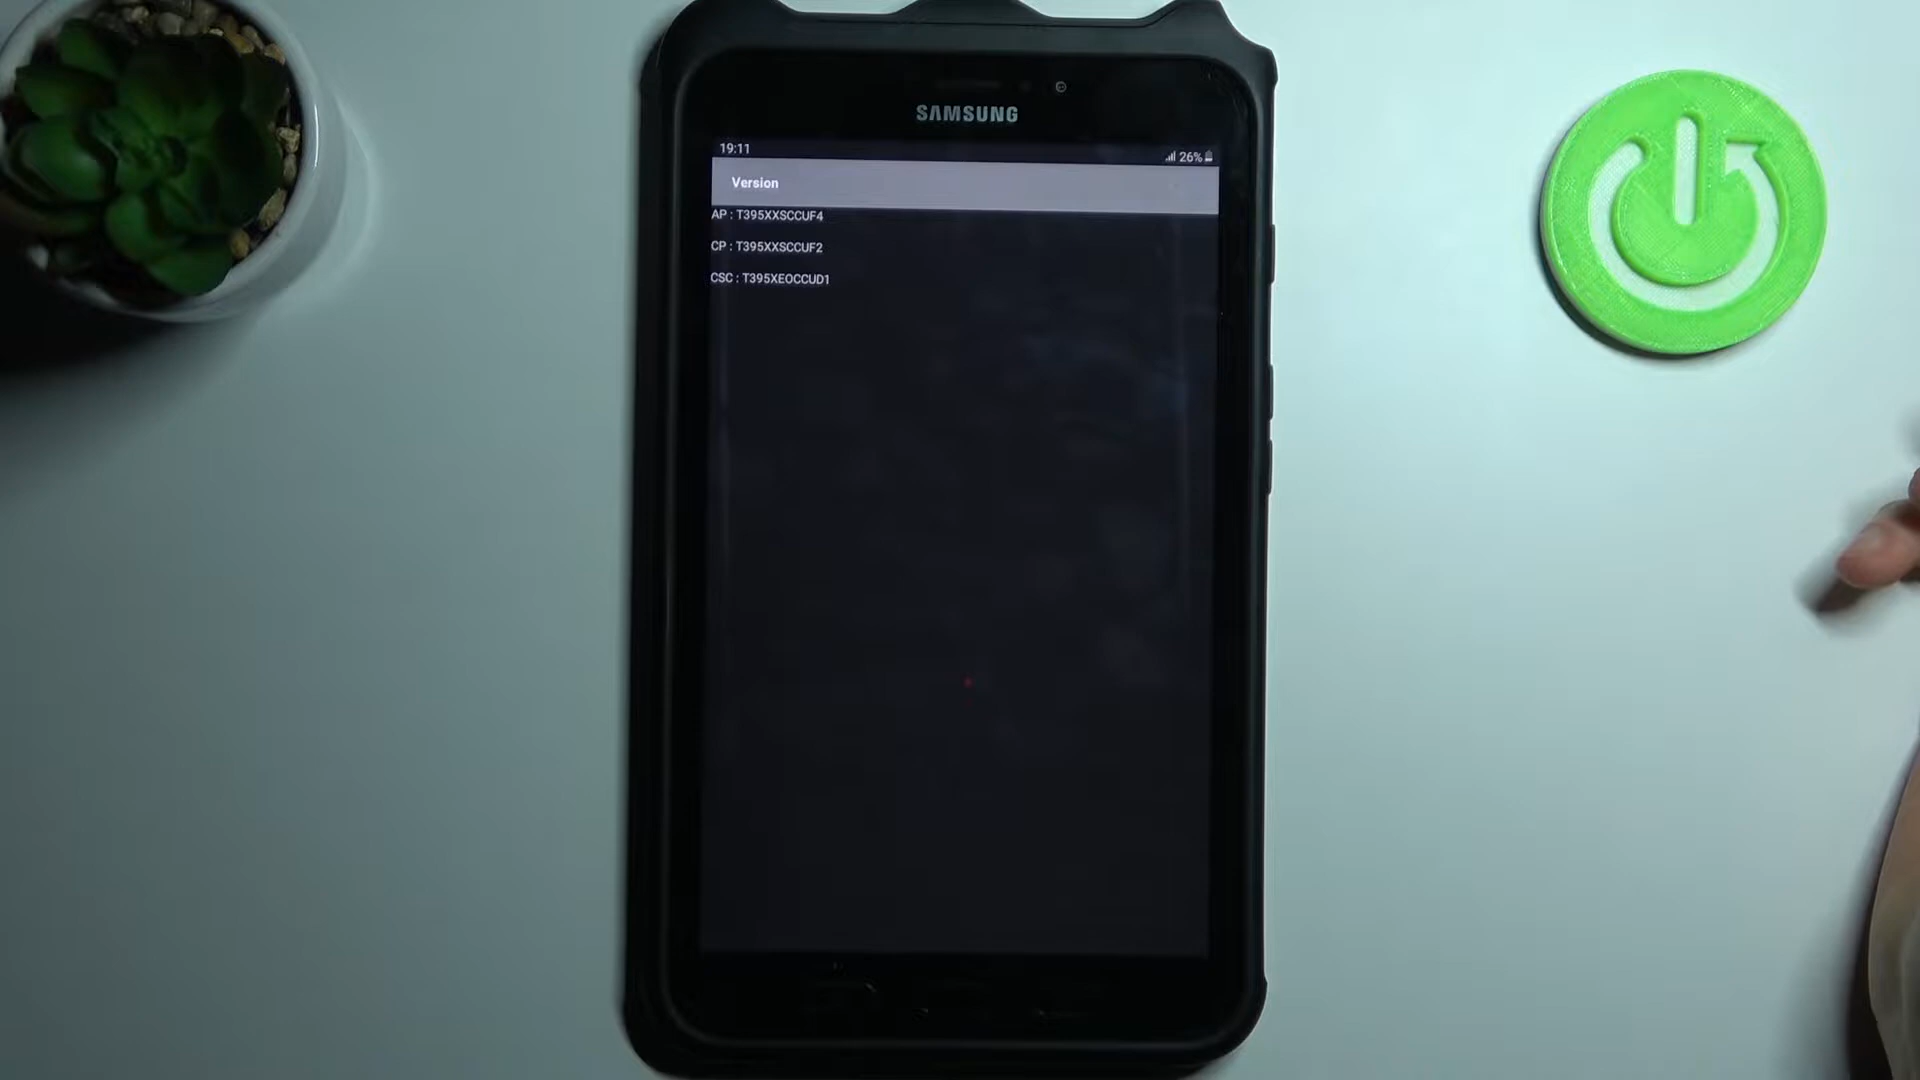 SAMSUNG
19:11 26%
Version
AP : T395XXSCCUF4
CP : T395XXSCCUF2
CSC : T395XEOCCUD1